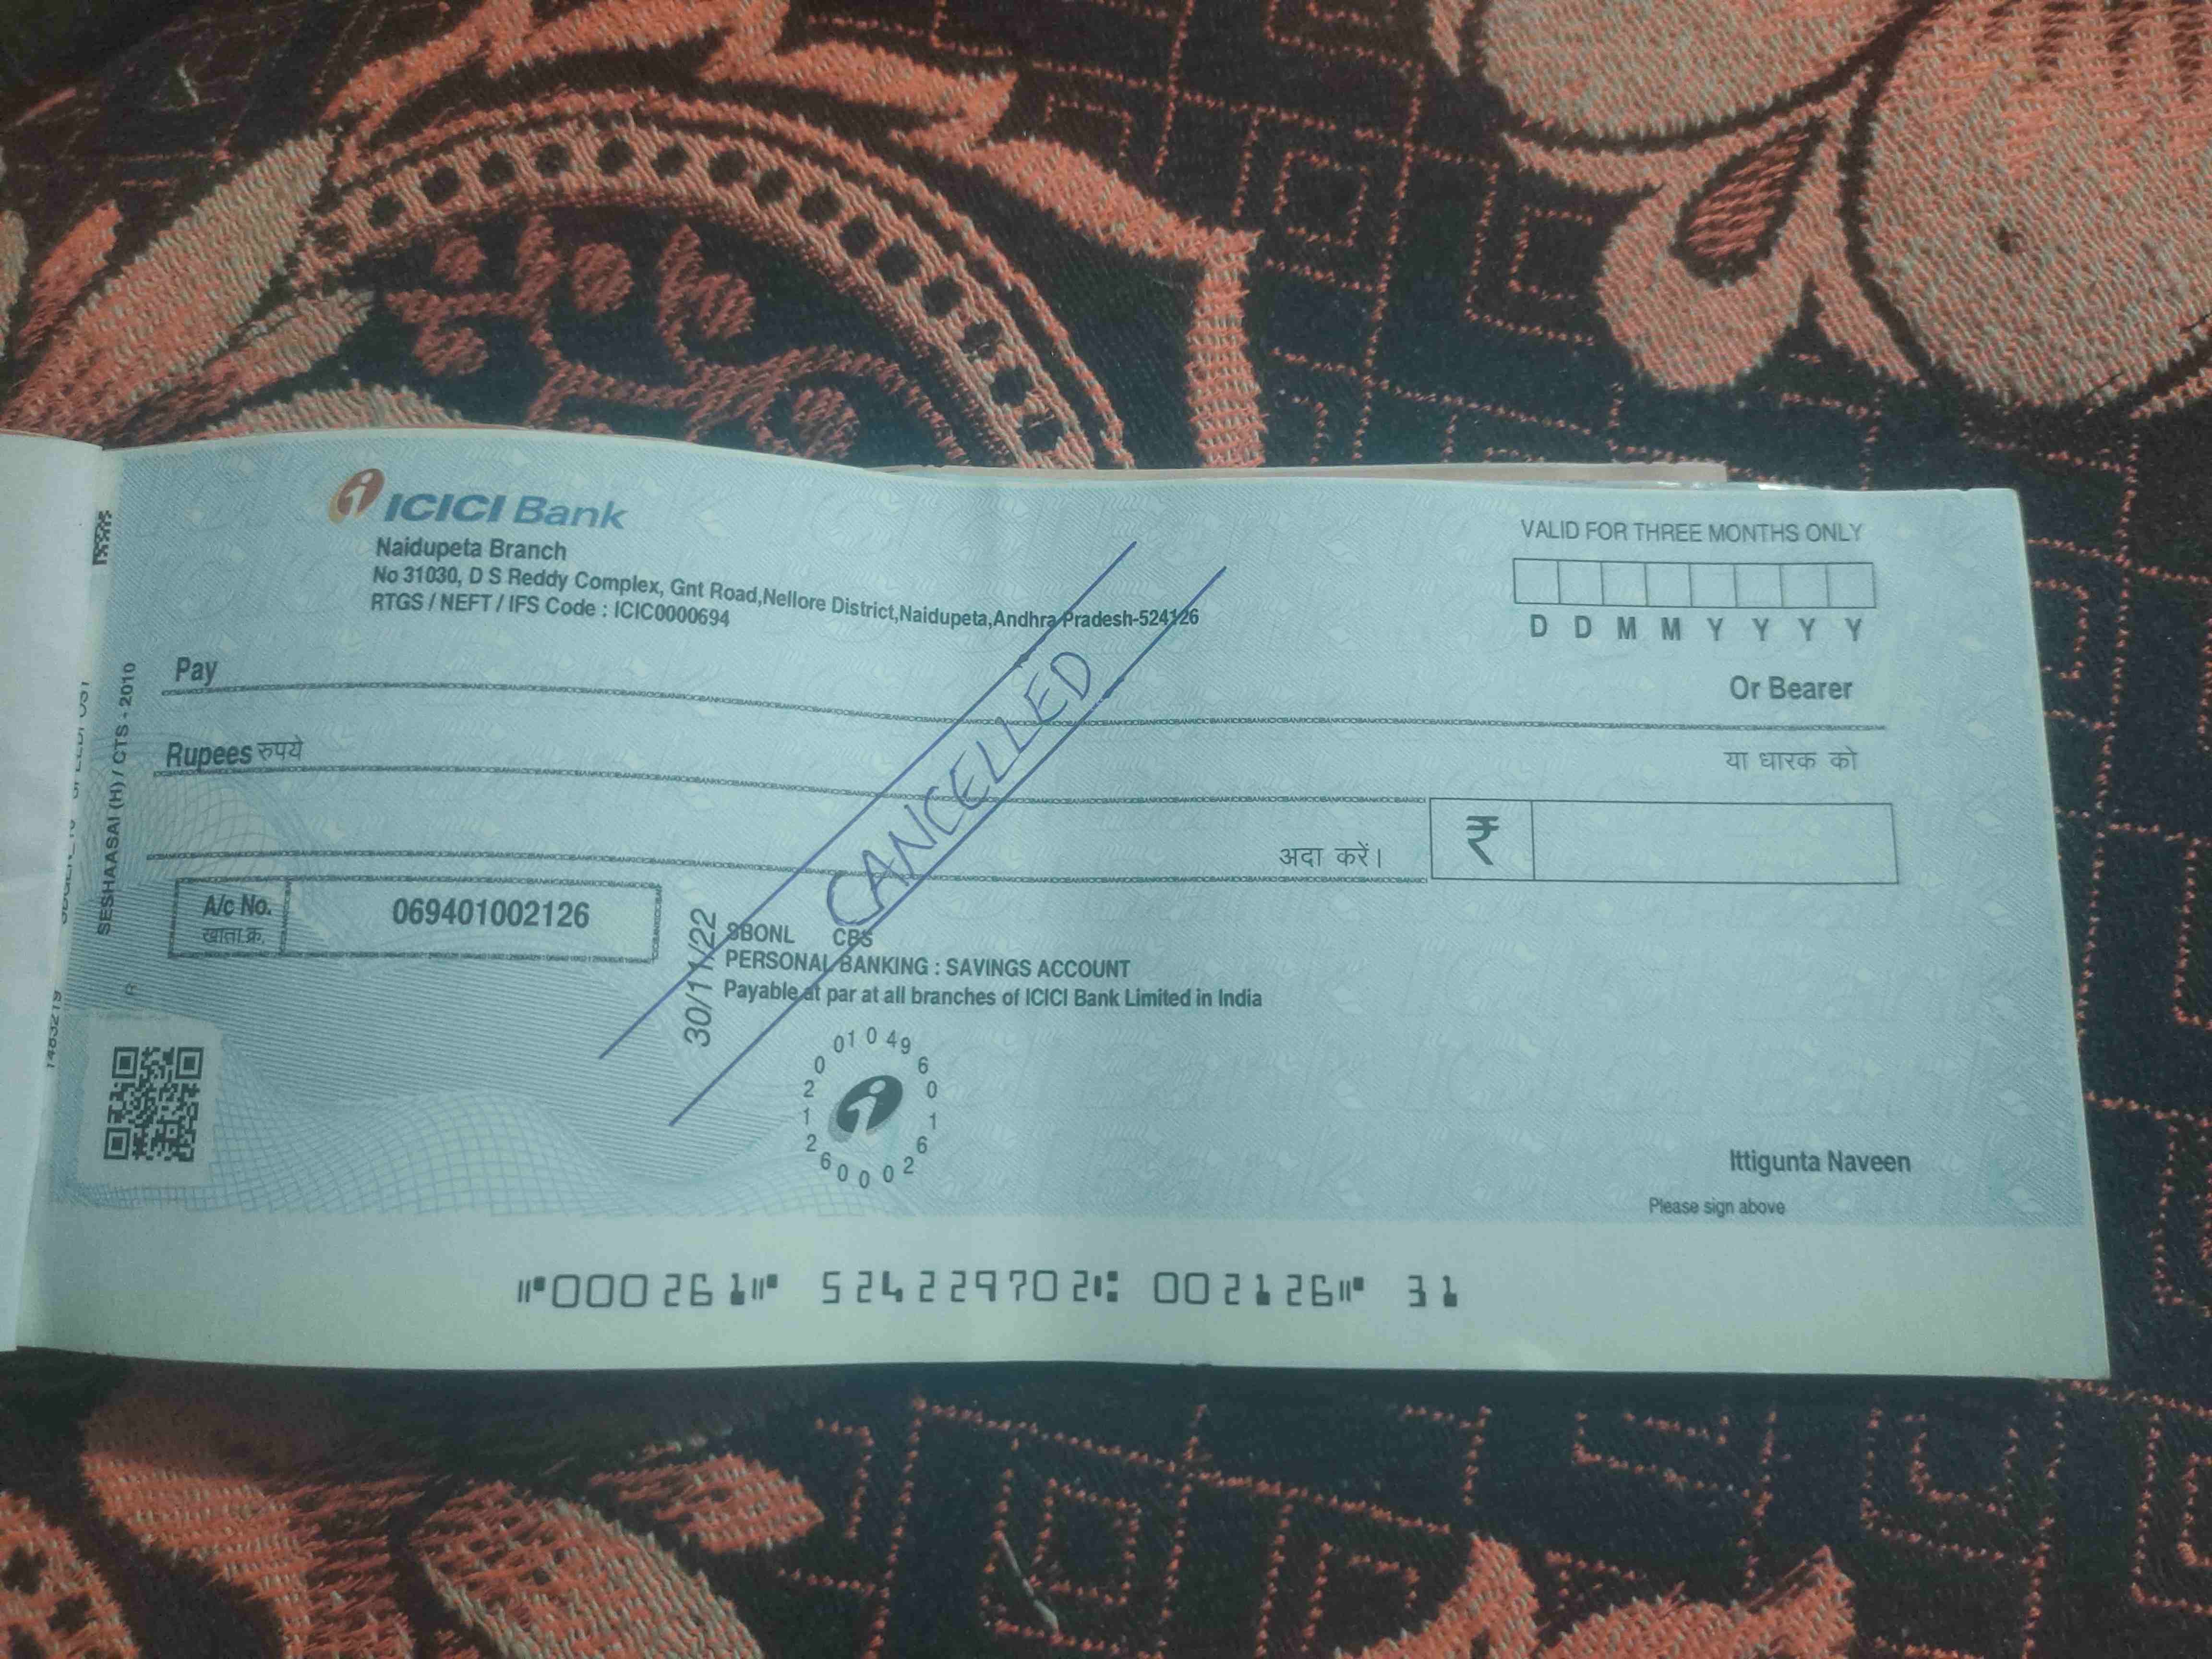 ICICI Bank
Naidupeta Branch
No 31030, D S Reddy Complex, Gnt Road,Nellore District,Naidupeta,Andhra Pradesh-524126
RTGS / NEFT / IFS Code : ICIC0000694
VALID FOR THREE MONTHS ONLY
D D M M Y Y Y Y
Pay
Or Bearer
Rupees रुपये
या धारक को
CANCELLED
अदा करें।
₹
A/c No.
खाता क्र.
069401002126
30/11/22
SBONL CBS
PERSONAL BANKING : SAVINGS ACCOUNT
Payable at par at all branches of ICICI Bank Limited in India
SESHAASAI (H) / CTS - 2010
Ittigunta Naveen
Please sign above
000261 524229702 002126 31